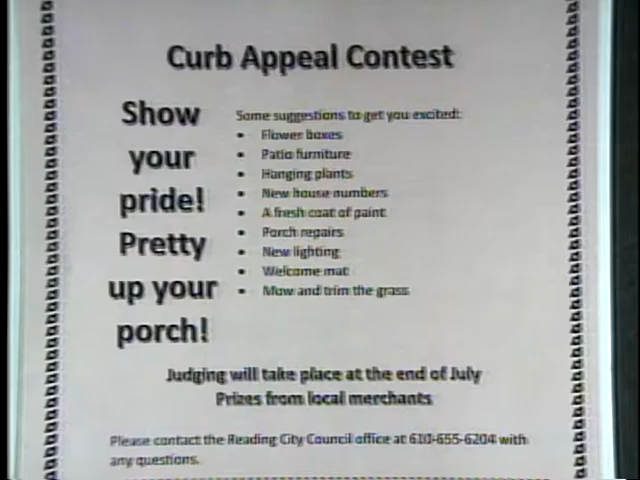 Curb Appeal Contest
Show
your
pride!
Pretty
up your
porch!
Some suggestions to get you excited:
• Flower boxes
• Patio furniture
• Hanging plants
• New house numbers
• A fresh coat of paint
• Porch repairs
• New lighting
• Welcome mat
• Mow and trim the grass
Judging will take place at the end of July
Prizes from local merchants
Please contact the Reading City Council office at 610-655-6204 with
any questions.